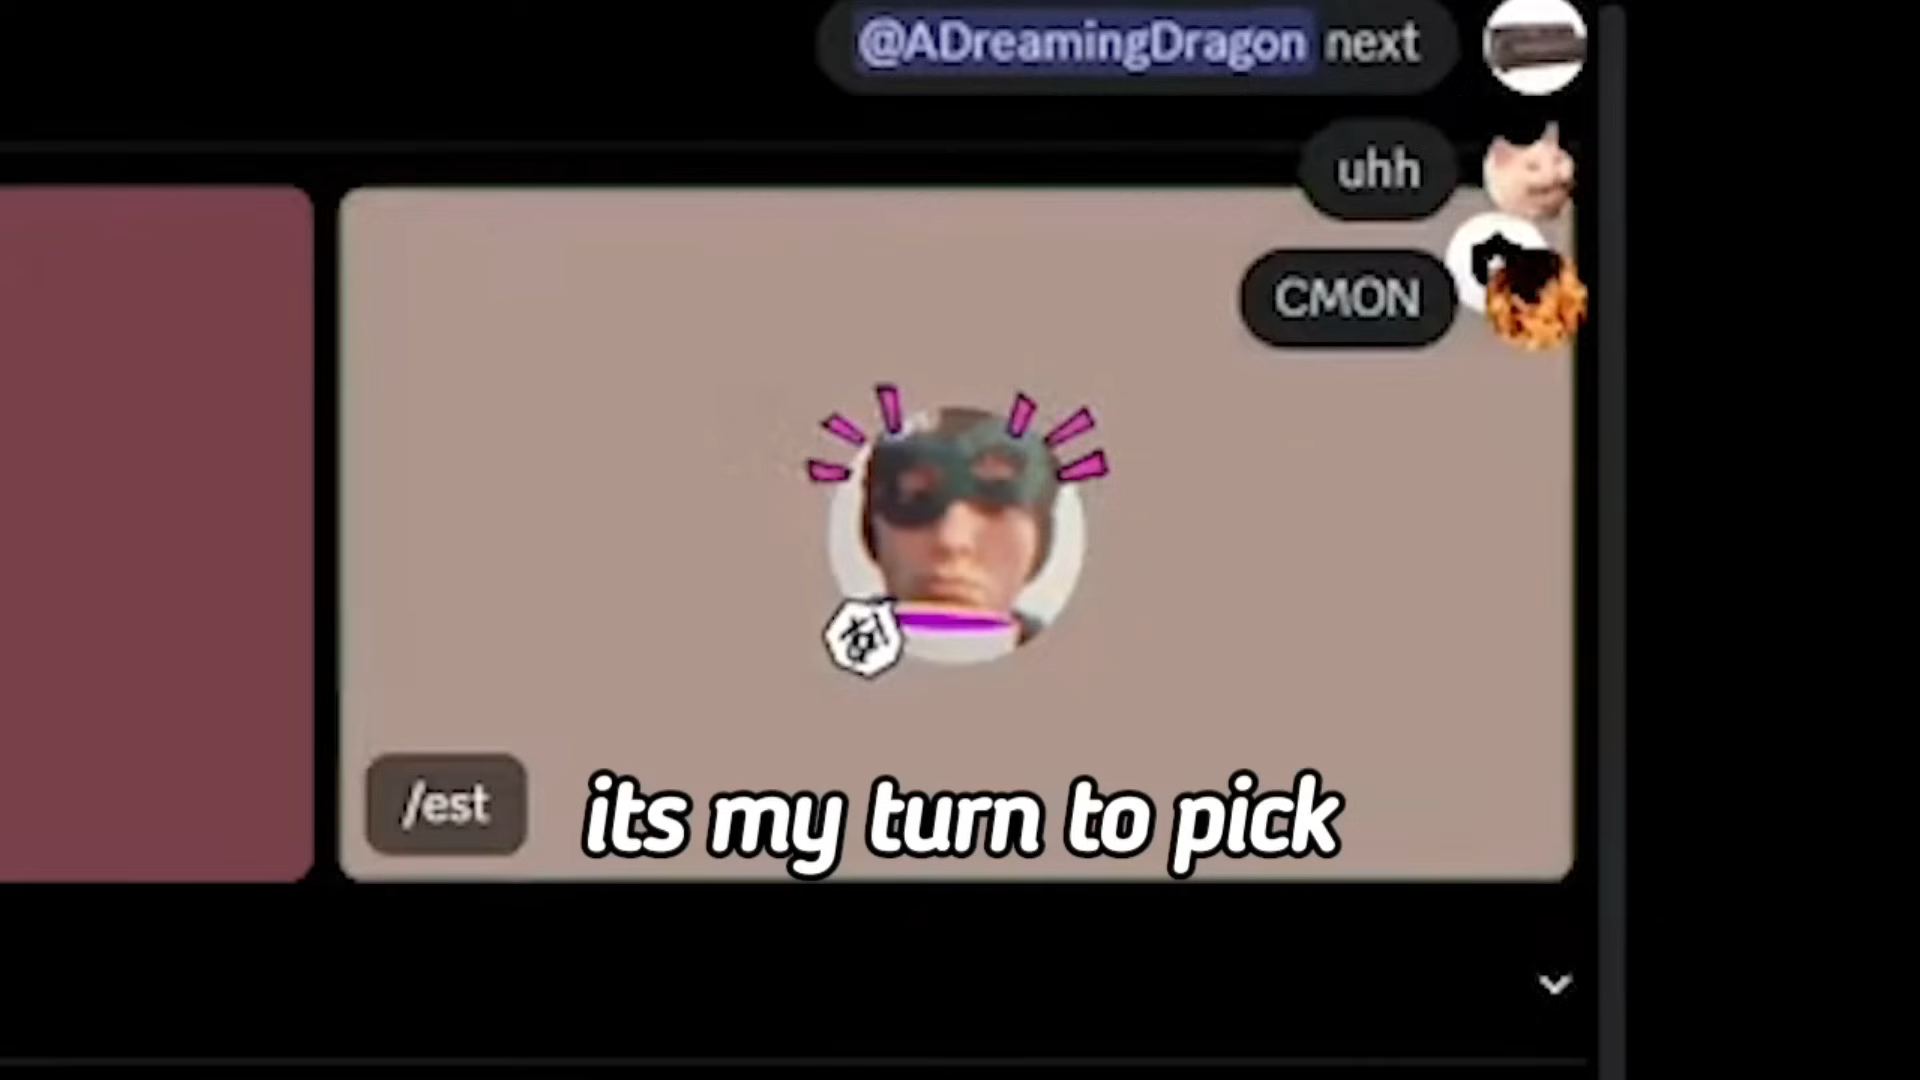 @ADreamingDragon next
uhh
CMON
/est
its my turn to pick